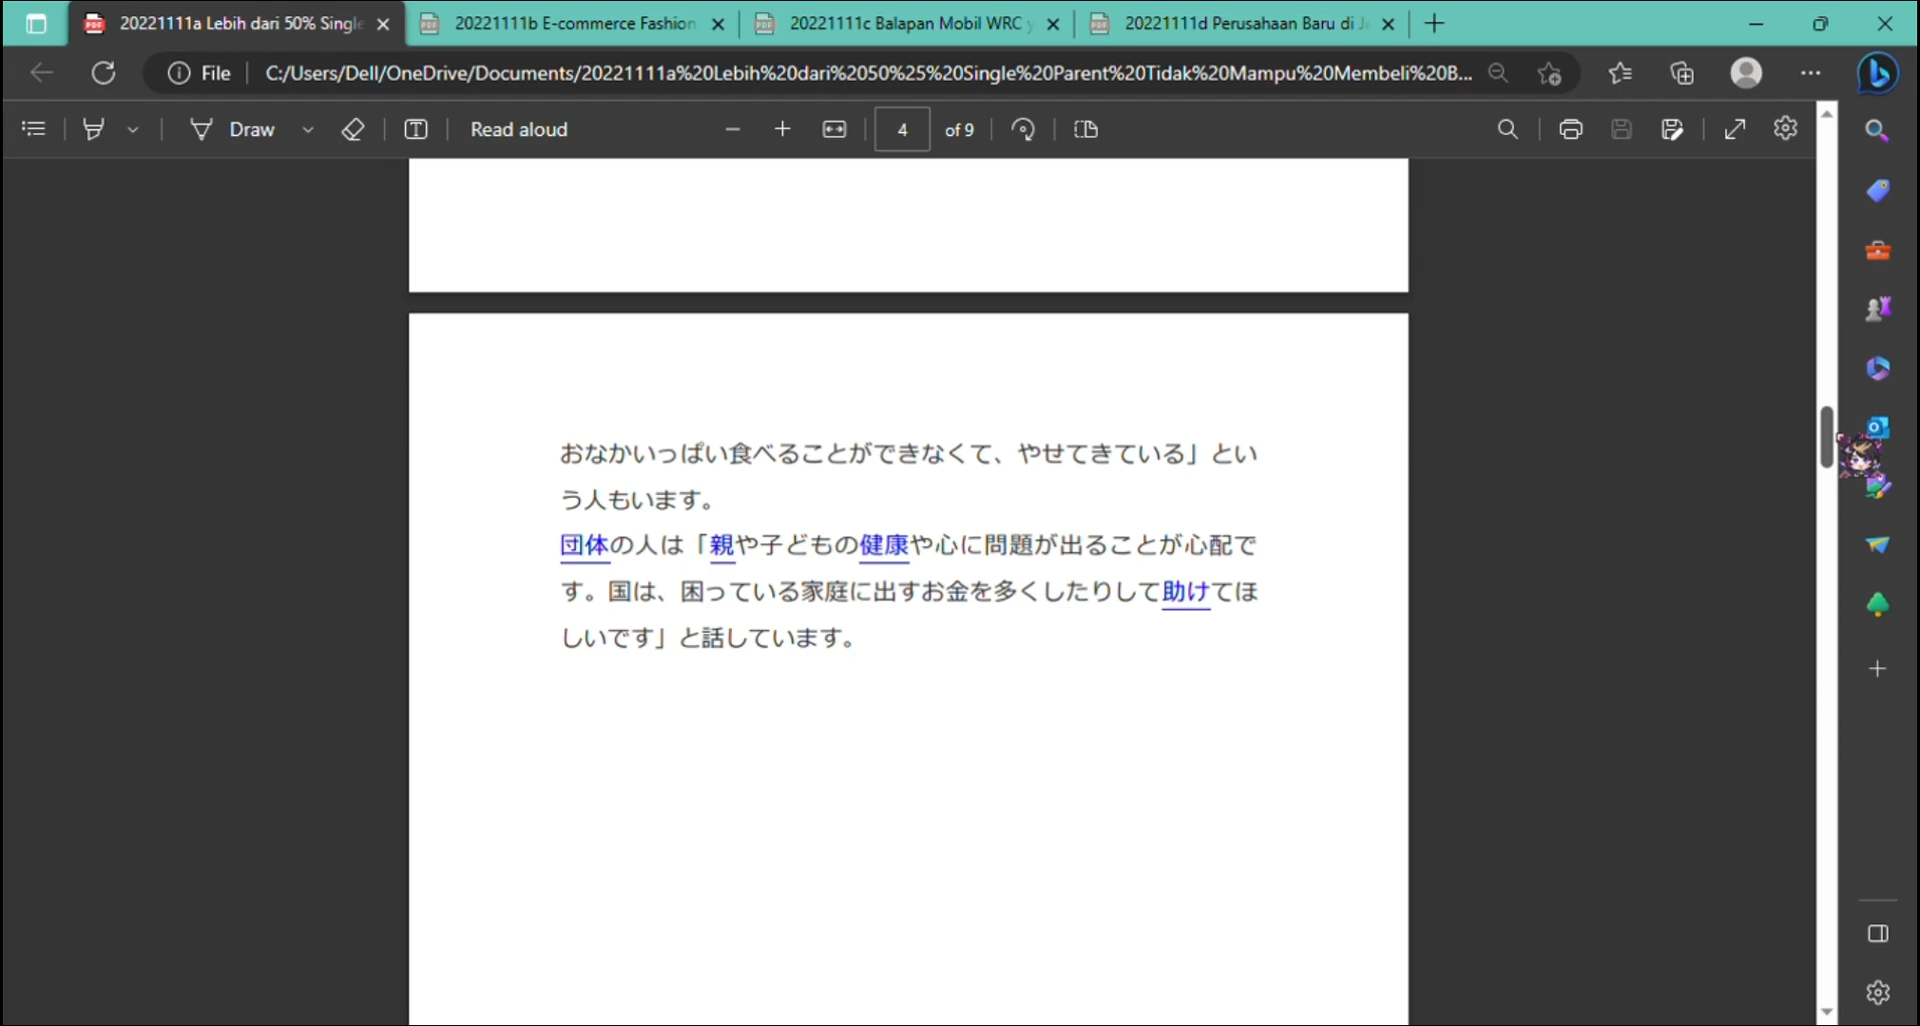 20221111a Lebih dari 50% Single
20221111b E-commerce Fashion
20221111c Balapan Mobil WRC y
20221111d Perusahaan Baru di J
File
C:/Users/Dell/OneDrive/Documents/20221111a%20Lebih%20dari%2050%25%20Single%20Parent%20Tidak%20Mampu%20Membeli%20B...
Draw
Read aloud
4 of 9
おなかいっぱい食べることができなくて、やせてきている」とい
う人もいます。
団体の人は「親や子どもの健康や心に問題が出ることが心配で
す。国は、困っている家庭に出すお金を多くしたりして助けてほ
しいです」と話しています。